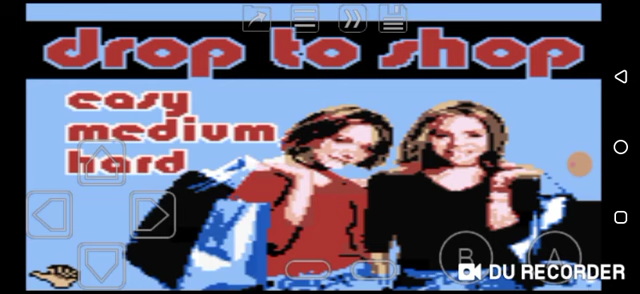 drop to shop
easy
medium
hard
B
A
DU RECORDER